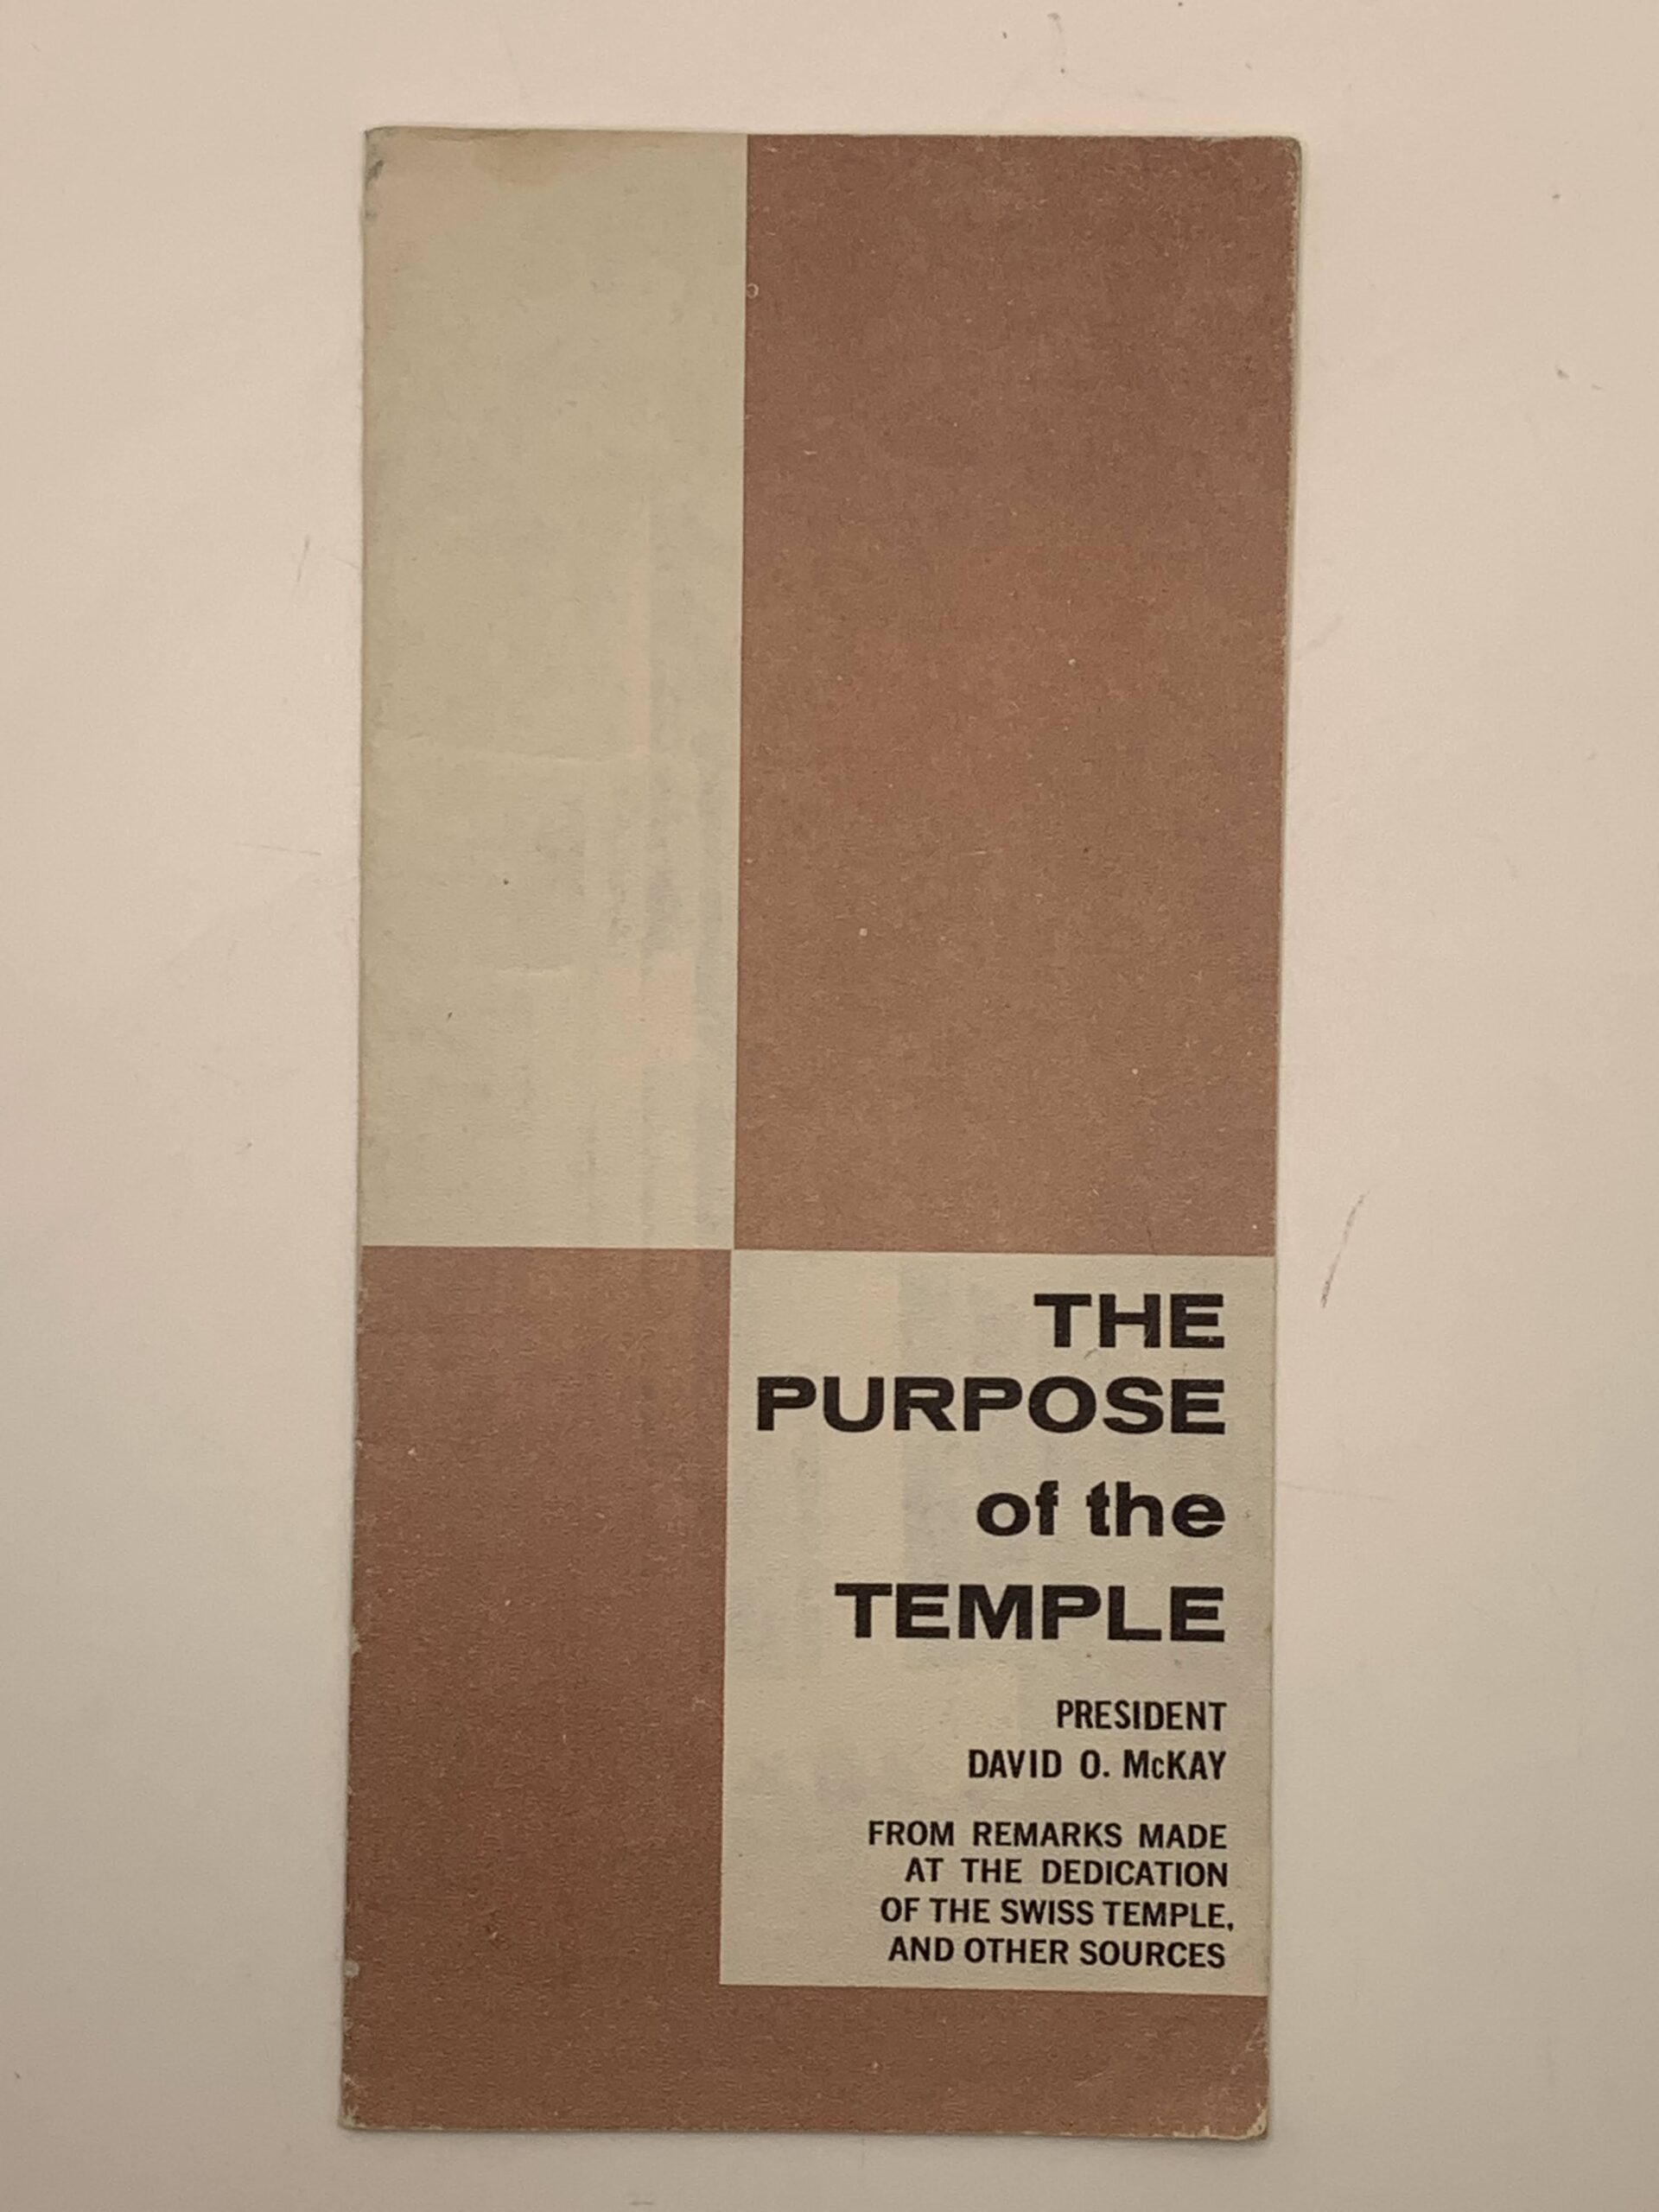 THE
PURPOSE
of the
TEMPLE
PRESIDENT
DAVID O. McKAY
FROM REMARKS MADE
AT THE DEDICATION
OF THE SWISS TEMPLE,
AND OTHER SOURCES